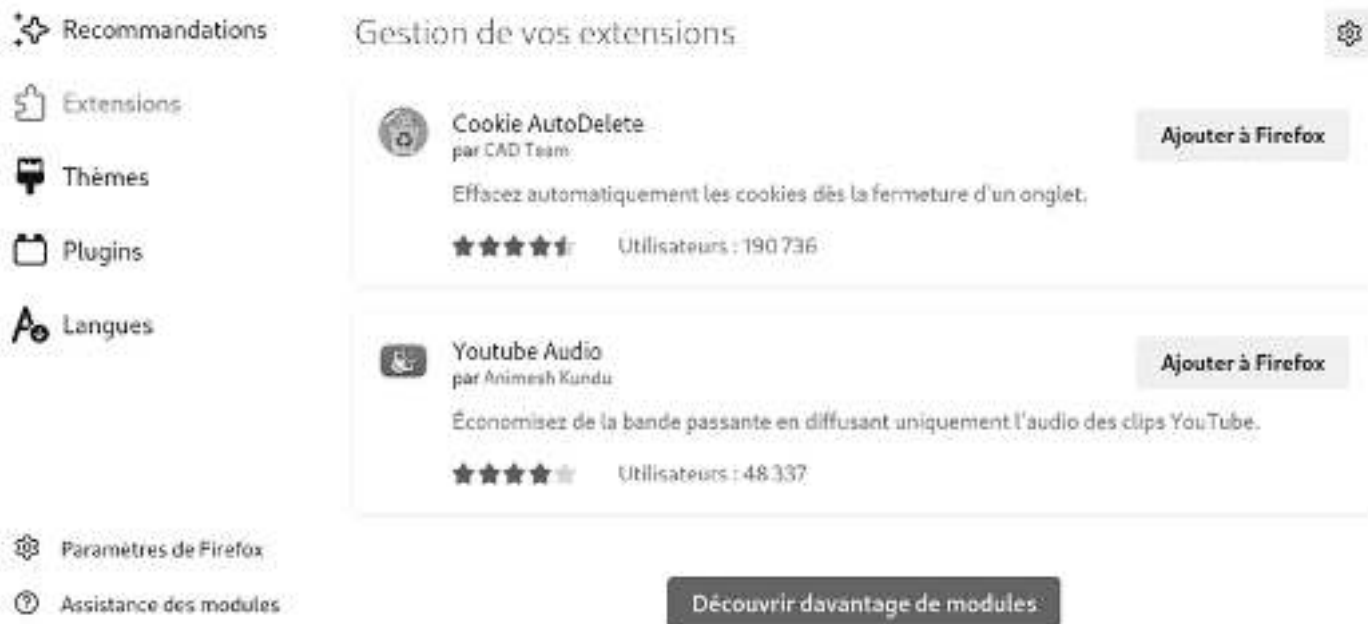 Recommandations
Extensions
Thèmes
Plugins
Langues
Paramètres de Firefox
Assistance des modules
Gestion de vos extensions
Cookie AutoDelete
par CAD Team
Ajouter à Firefox
Effacez automatiquement les cookies dès la fermeture d'un onglet.
Utilisateurs : 190 736
Youtube Audio
par Animesh Kundu
Ajouter à Firefox
Économisez de la bande passante en diffusant uniquement l'audio des clips YouTube.
Utilisateurs : 48 337
Découvrir davantage de modules